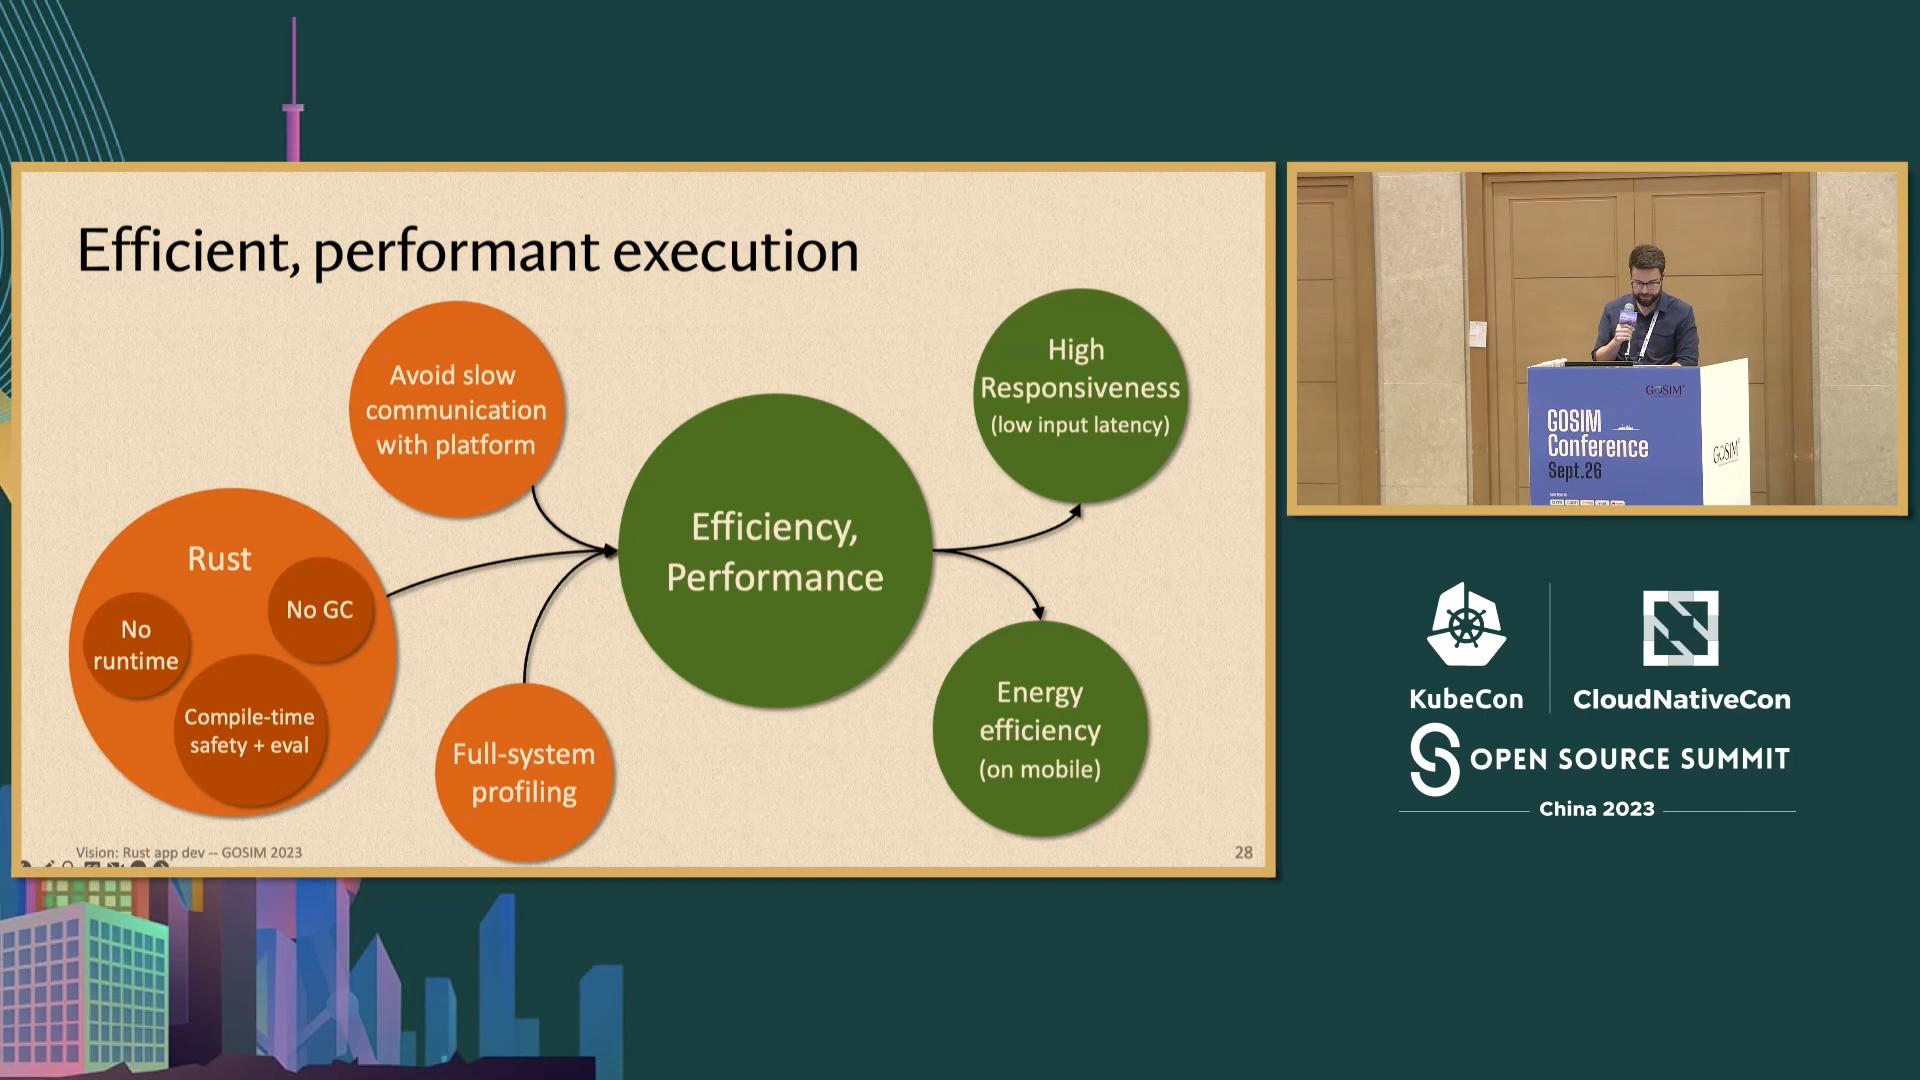 Efficient, performant execution
Avoid slow
communication
with platform
Rust
No GC
No
runtime
Compile-time
safety + eval
Full-system
profiling
Efficiency,
Performance
High
Responsiveness
(low input latency)
Energy
efficiency
(on mobile)
Vision: Rust app dev -- GOSIM 2023
28
GOSIM
GOSIM
Conference
Sept.26
GOSIM
KubeCon
CloudNativeCon
OPEN SOURCE SUMMIT
China 2023